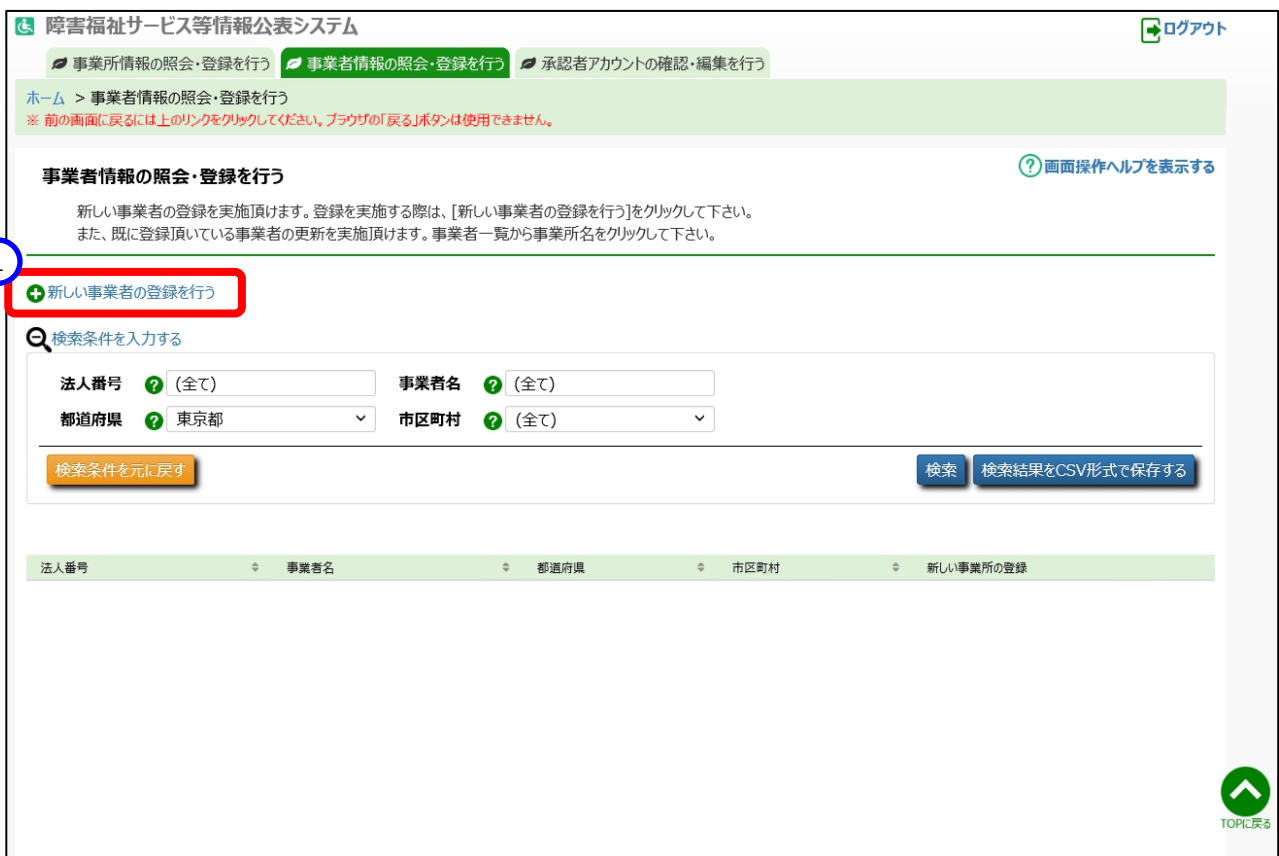 障害福祉サービス等情報公表システム
ログアウト
事業所情報の照会・登録を行う 事業者情報の照会・登録を行う 承認者アカウントの確認・編集を行う
ホーム > 事業者情報の照会・登録を行う
※ 前の画面に戻るには上のリンクをクリックしてください。ブラウザの「戻る」ボタンは使用できません。
画面操作ヘルプを表示する
事業者情報の照会・登録を行う
新しい事業者の登録を実施頂けます。登録を実施する際は、[新しい事業者の登録を行う]をクリックして下さい。
また、既に登録頂いている事業者の更新を実施頂けます。事業者一覧から事業所名をクリックして下さい。
新しい事業者の登録を行う
検索条件を入力する
法人番号 ? (全て) 事業者名 ? (全て)
都道府県 ? 東京都 市区町村 ? (全て)
検索条件を元に戻す 検索 検索結果をCSV形式で保存する
法人番号 事業者名 都道府県 市区町村 新しい事業所の登録
TOPに戻る